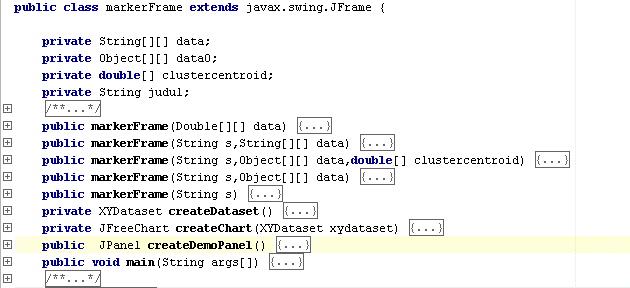 public class markerFrame extends javax.swing.JFrame {
private String[][] data;
private Object[][] data0;
private double[] clustercentroid;
private String judul;
/**...*/
public markerFrame(Double[][] data) {...}
public markerFrame(String s,String[][] data) {...}
public markerFrame(String s,Object[][] data,double[] clustercentroid) {...}
public markerFrame(String s,Object[][] data) {...}
public markerFrame(String s) {...}
private XYDataset createDataset() {...}
private JFreeChart createChart(XYDataset xydataset) {...}
public  JPanel createDemoPanel() {...}
public void main(String args[]) {...}
/**...*/